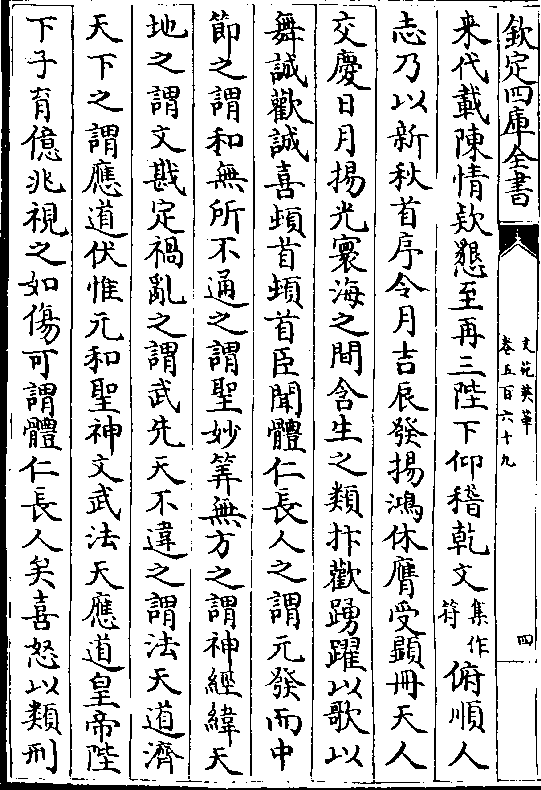 欽定四庫全書
文苑英華
卷五百六十九
四
来代載陳情欵懇至再三陛下仰稽乾文集作符俯順人
志乃以新秋首序令月吉辰發揚鴻休膺受顯冊天人
交慶日月揚光寰海之間含生之類抃歡踴躍以歌以
舞誠歡誠喜頓首頓首臣聞體仁長人之謂元發而中
節之謂和無所不通之謂聖妙筭無方之謂神經緯天
地之謂文戡定禍亂之謂武先天不違之謂法天道濟
天下之謂應道伏惟元和聖神文武法天應道皇帝陛
下子育億兆視之如傷可謂體仁長人矣喜怒以類刑